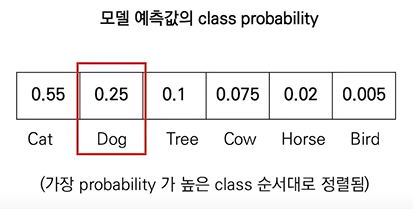 모델 예측값의 class probability
0.55 0.25 0.1 0.075 0.02 0.005
Cat Dog Tree Cow Horse Bird
(가장 probability 가 높은 class 순서대로 정렬됨)